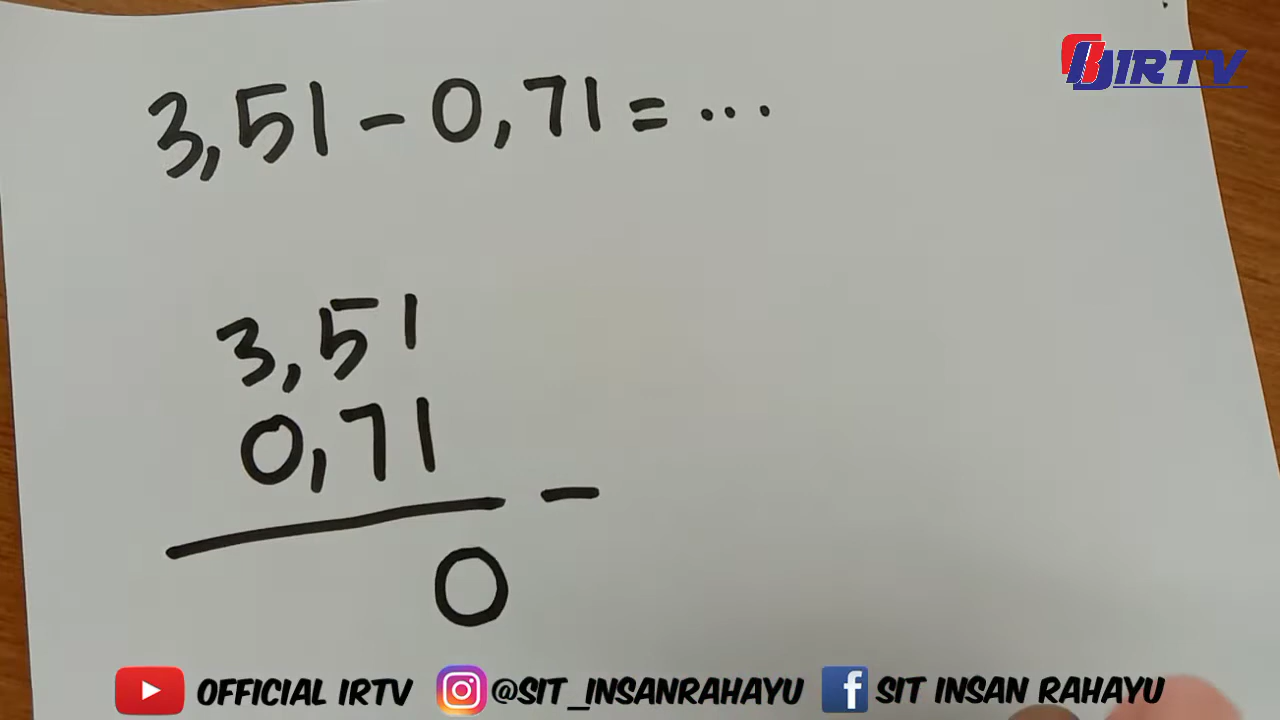 IRTV
3,51 - 0,71 = ...
3,51
0,71
-
0
OFFICIAL IRTV @SIT_INSANRAHAYU SIT INSAN RAHAYU